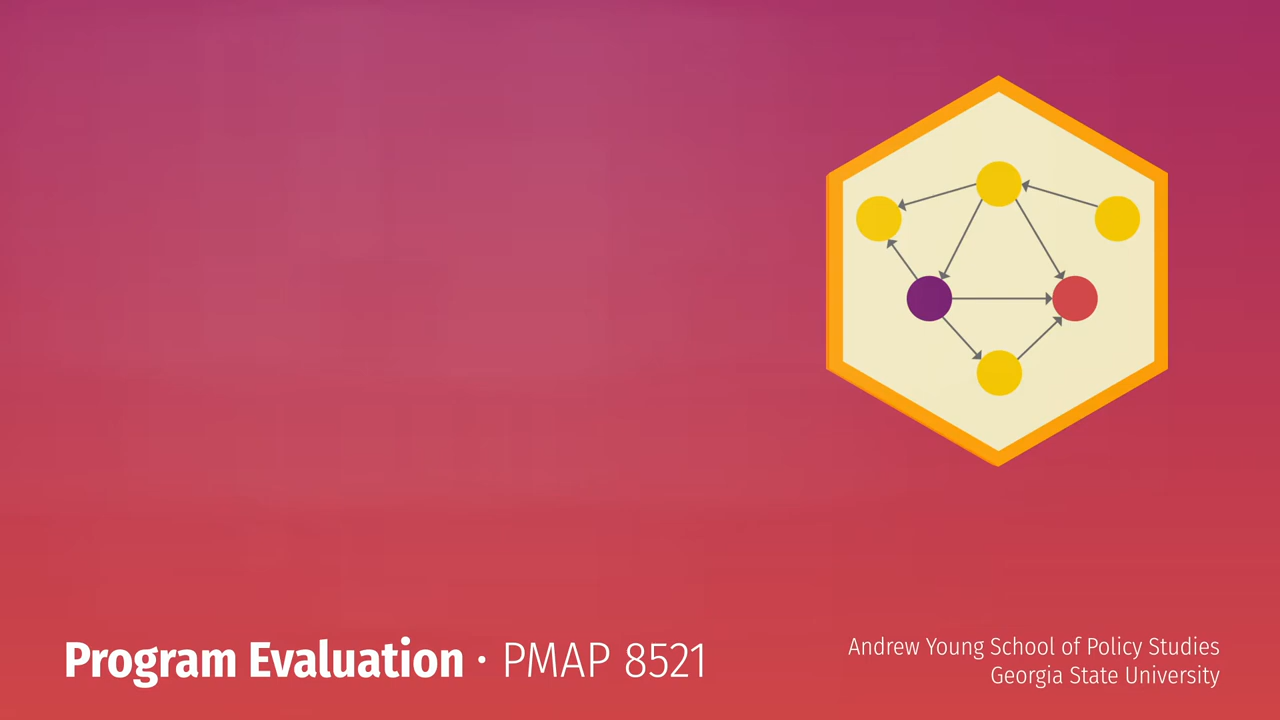 Program Evaluation · PMAP 8521
Andrew Young School of Policy Studies
Georgia State University